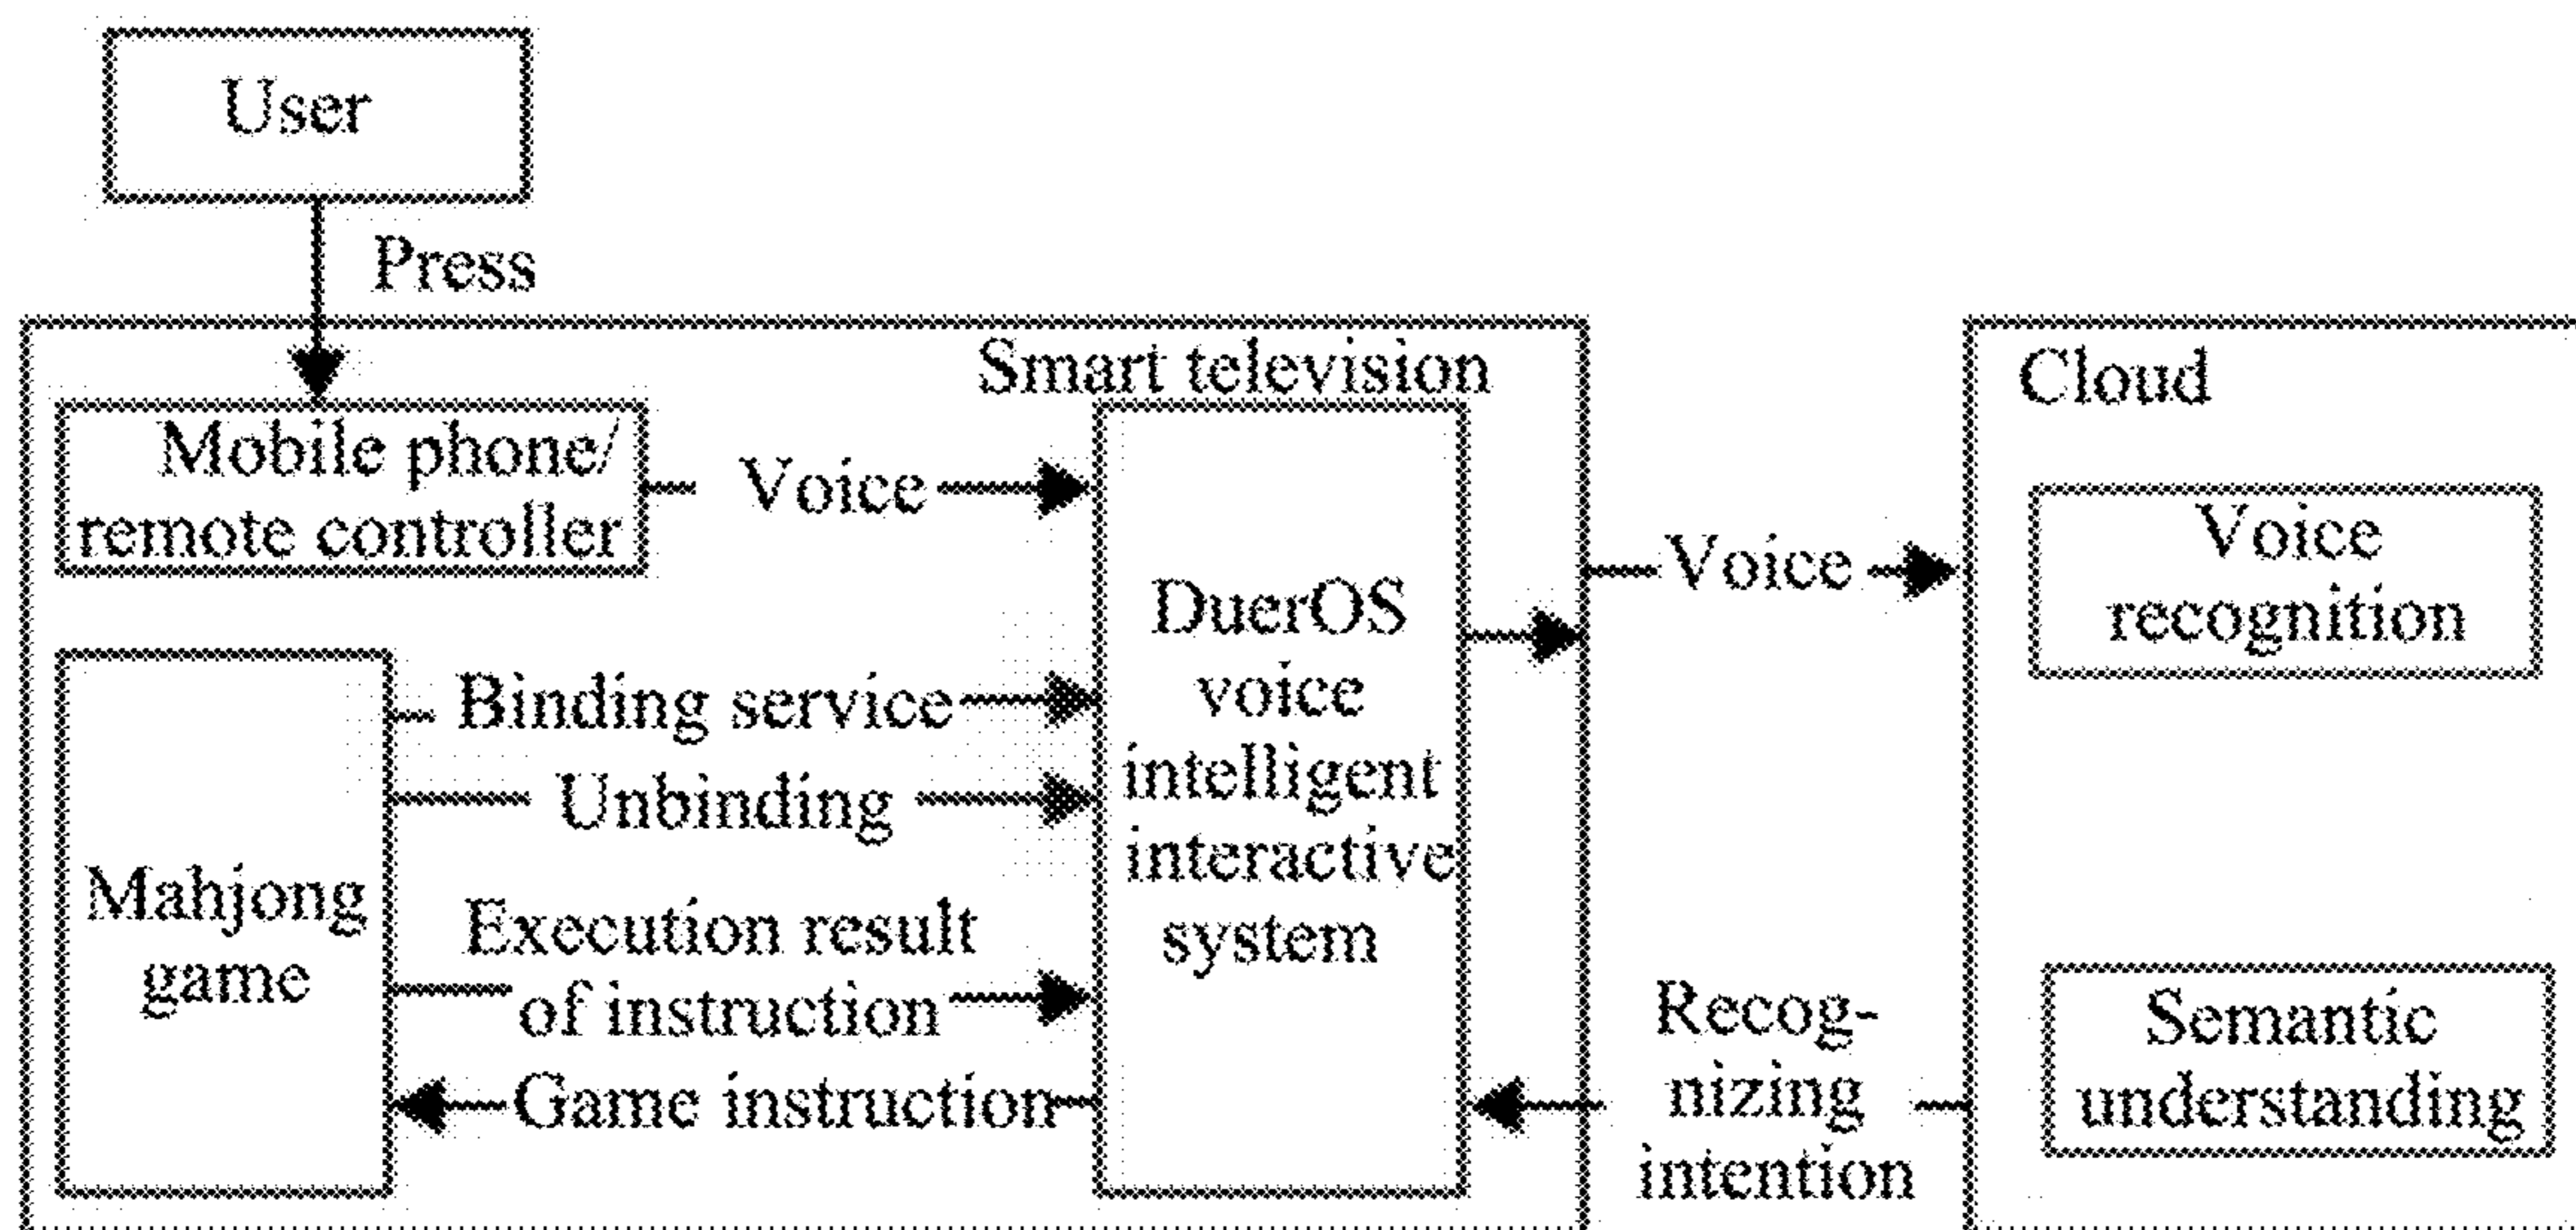 User
Press
Smart television
Cloud
Mobile phone/
remote controller
Voice
DuerOS
voice
intelligent
interactive
system
Voice
Voice
recognition
Mahjong
game
Binding service
Unbinding
Execution result
of instruction
Game instruction
Recog-
nizing
intention
Semantic
understanding